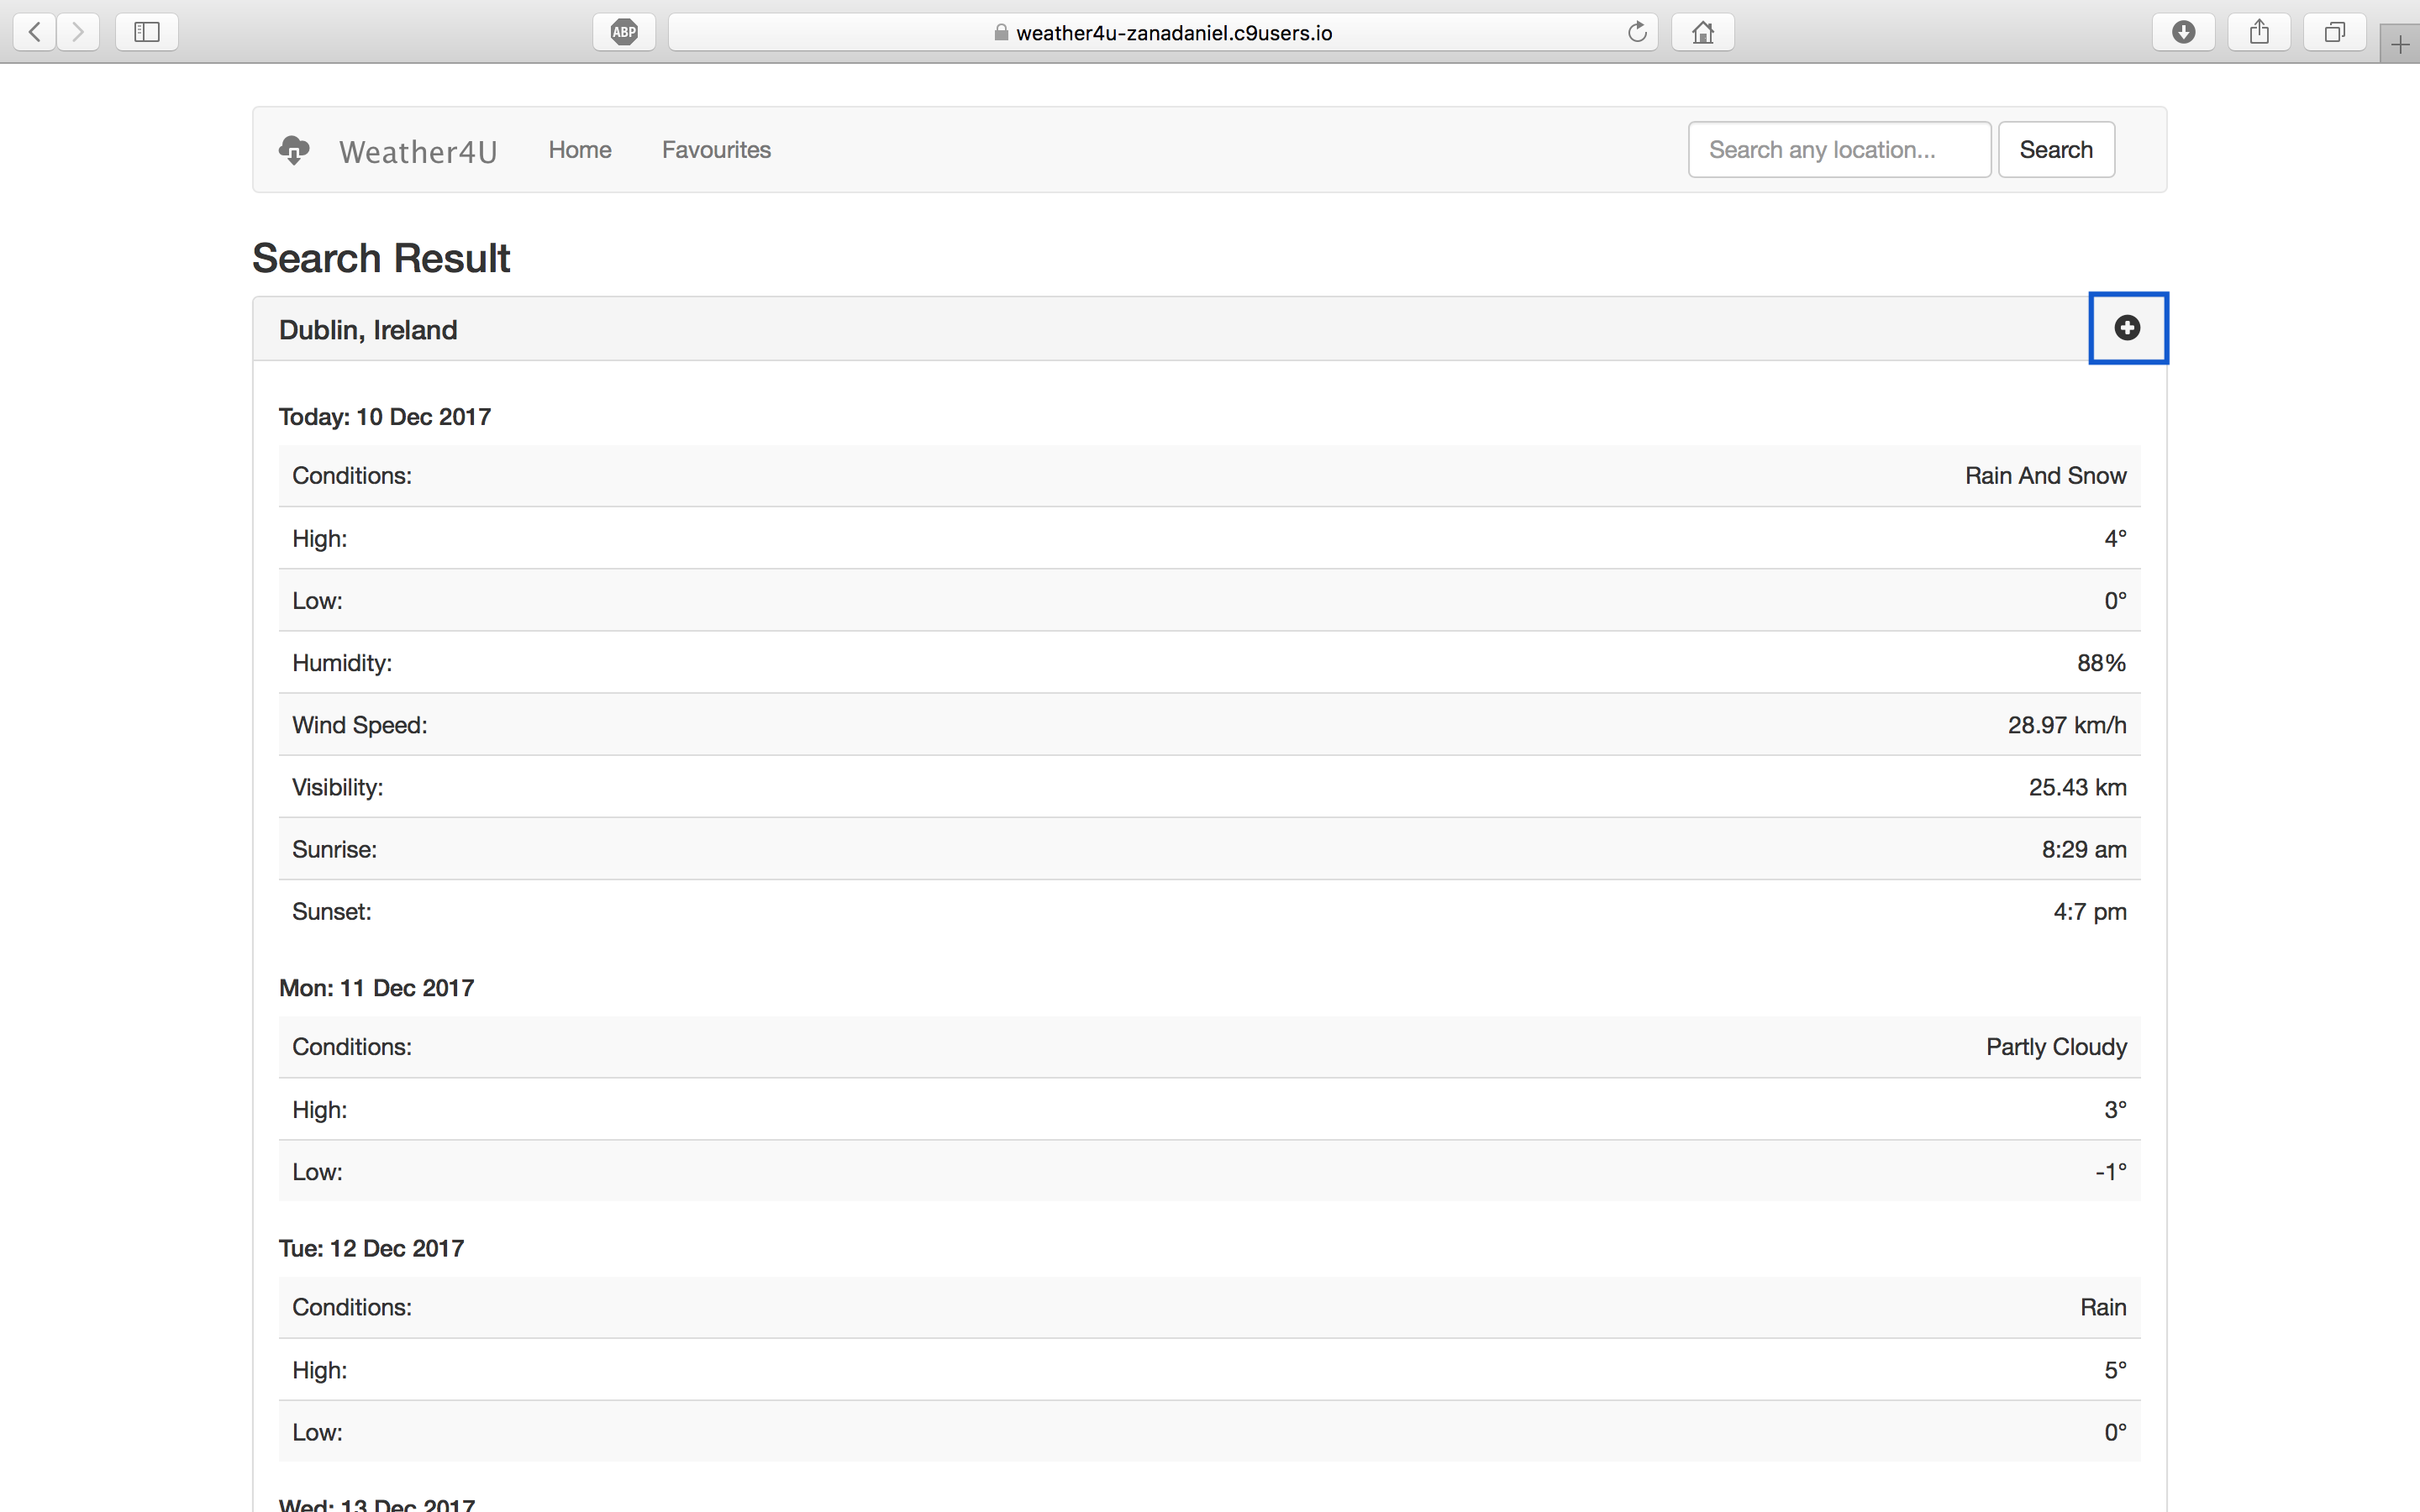 ABP
weather4u-zanadaniel.c9users.io
Weather4U Home Favourites Search any location... Search
Search Result
Dublin, Ireland
Today: 10 Dec 2017
Conditions: Rain And Snow
High: 4°
Low: 0°
Humidity: 88%
Wind Speed: 28.97 km/h
Visibility: 25.43 km
Sunrise: 8:29 am
Sunset: 4:7 pm
Mon: 11 Dec 2017
Conditions: Partly Cloudy
High: 3°
Low: -1°
Tue: 12 Dec 2017
Conditions: Rain
High: 5°
Low: 0°
Wed: 13 Dec 2017